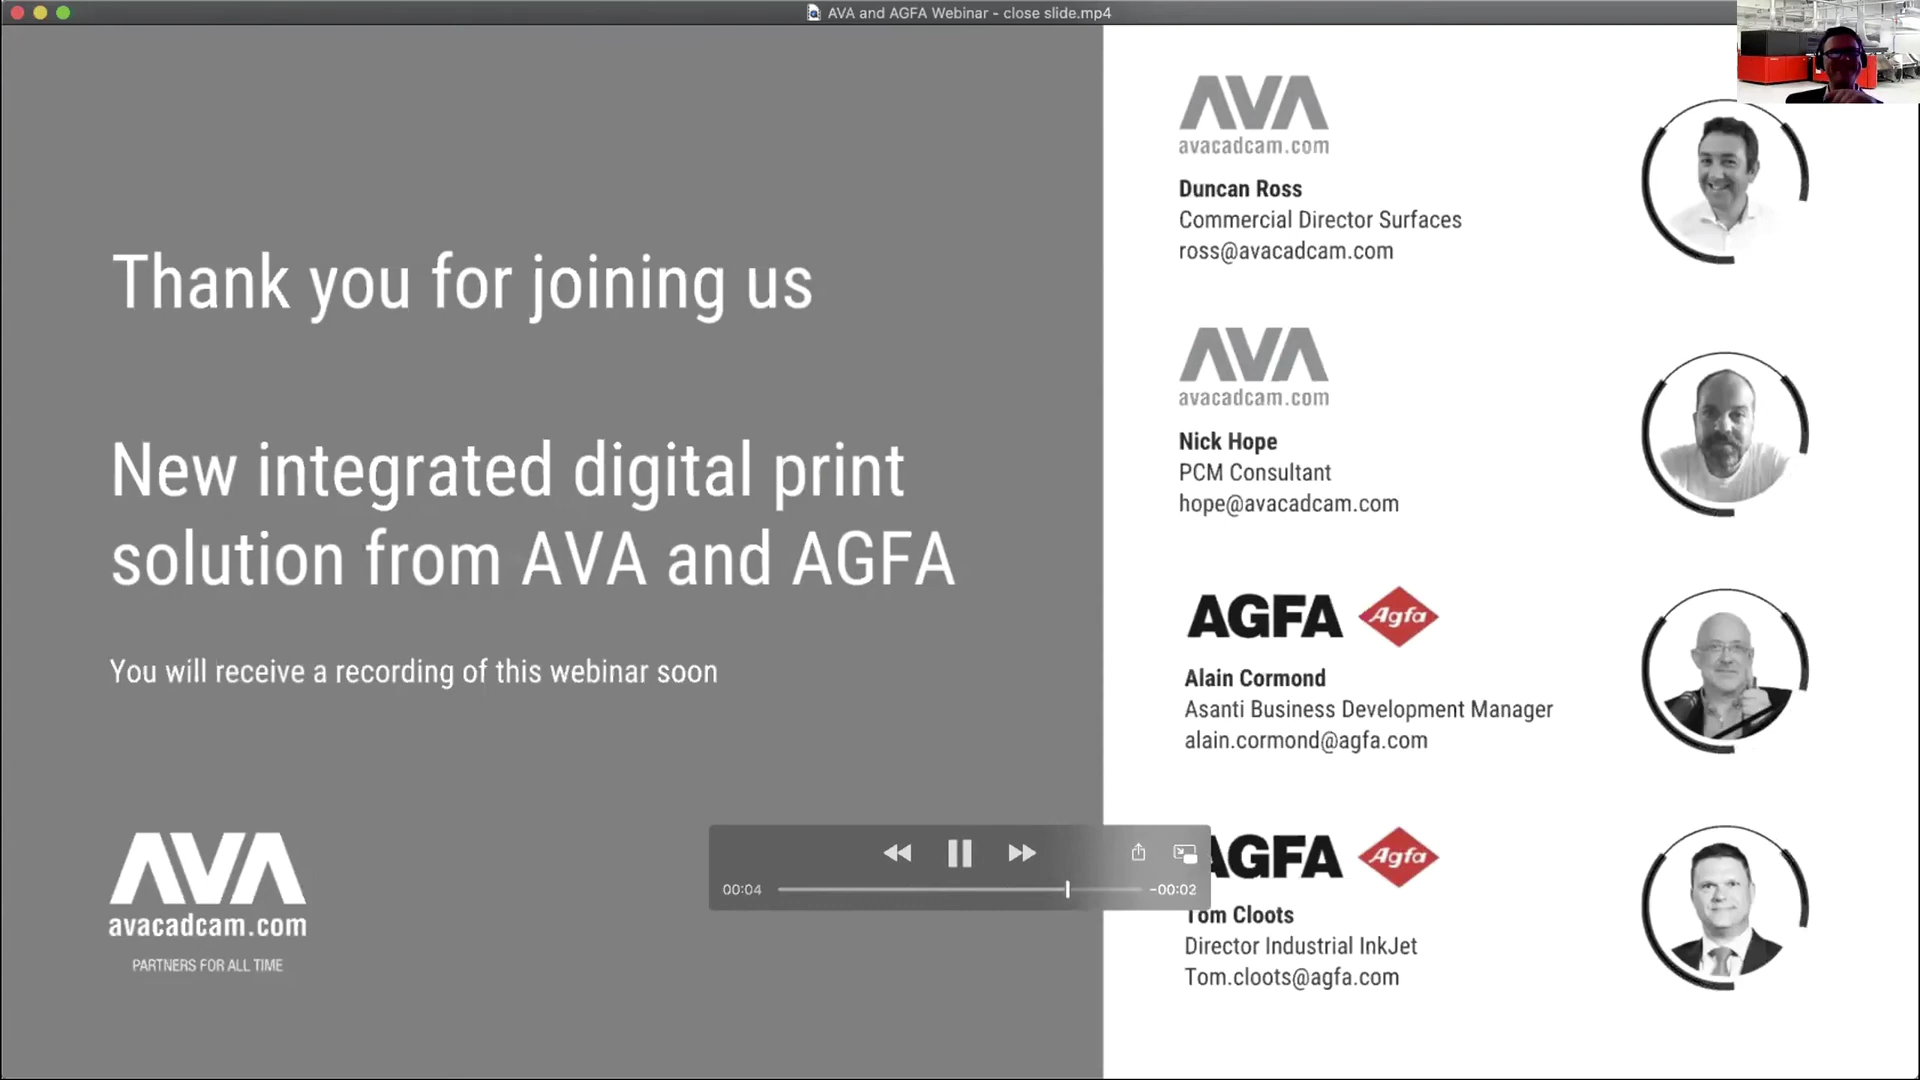 AVA and AGFA Webinar - close slide.mp4
Thank you for joining us
New integrated digital print
solution from AVA and AGFA
You will receive a recording of this webinar soon
AVA
avacadcam.com
PARTNERS FOR ALL TIME
AVA
avacadcam.com
Duncan Ross
Commercial Director Surfaces
ross@avacadcam.com
AVA
avacadcam.com
Nick Hope
PCM Consultant
hope@avacadcam.com
AGFA Agfa
Alain Cormond
Asanti Business Development Manager
alain.cormond@agfa.com
AGFA Agfa
Tom Cloots
Director Industrial InkJet
Tom.cloots@agfa.com
00:04
-00:02